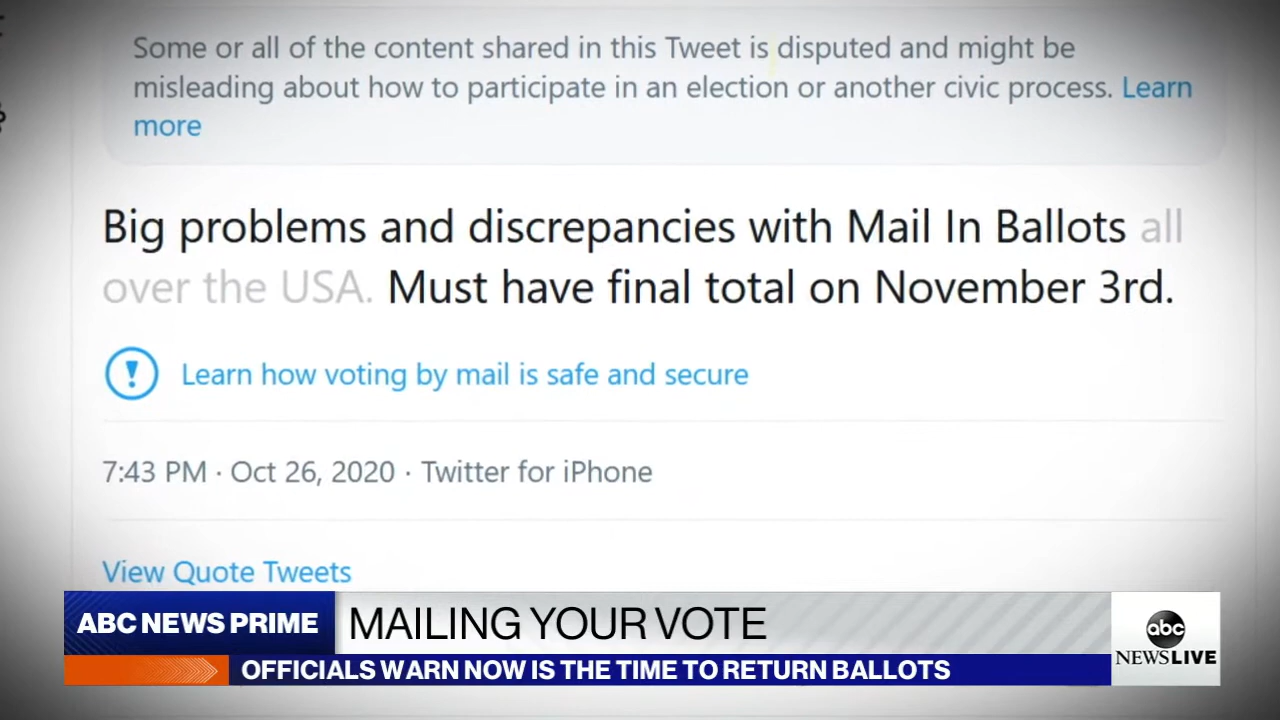 Some or all of the content shared in this Tweet is disputed and might be
misleading about how to participate in an election or another civic process. Learn
more
Big problems and discrepancies with Mail In Ballots all
over the USA. Must have final total on November 3rd.
Learn how voting by mail is safe and secure
7:43 PM · Oct 26, 2020 · Twitter for iPhone
View Quote Tweets
ABC NEWS PRIME
MAILING YOUR VOTE
OFFICIALS WARN NOW IS THE TIME TO RETURN BALLOTS
abc
NEWSLIVE